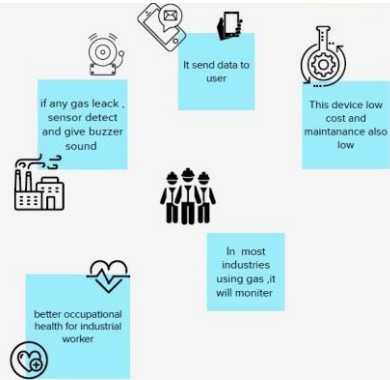 It send data to
user
if any gas leack ,
sensor detect
and give buzzer
sound
This device low
cost and
maintanance also
low
In most
industries
using gas ,it
will moniter
better occupational
health for industrial
worker